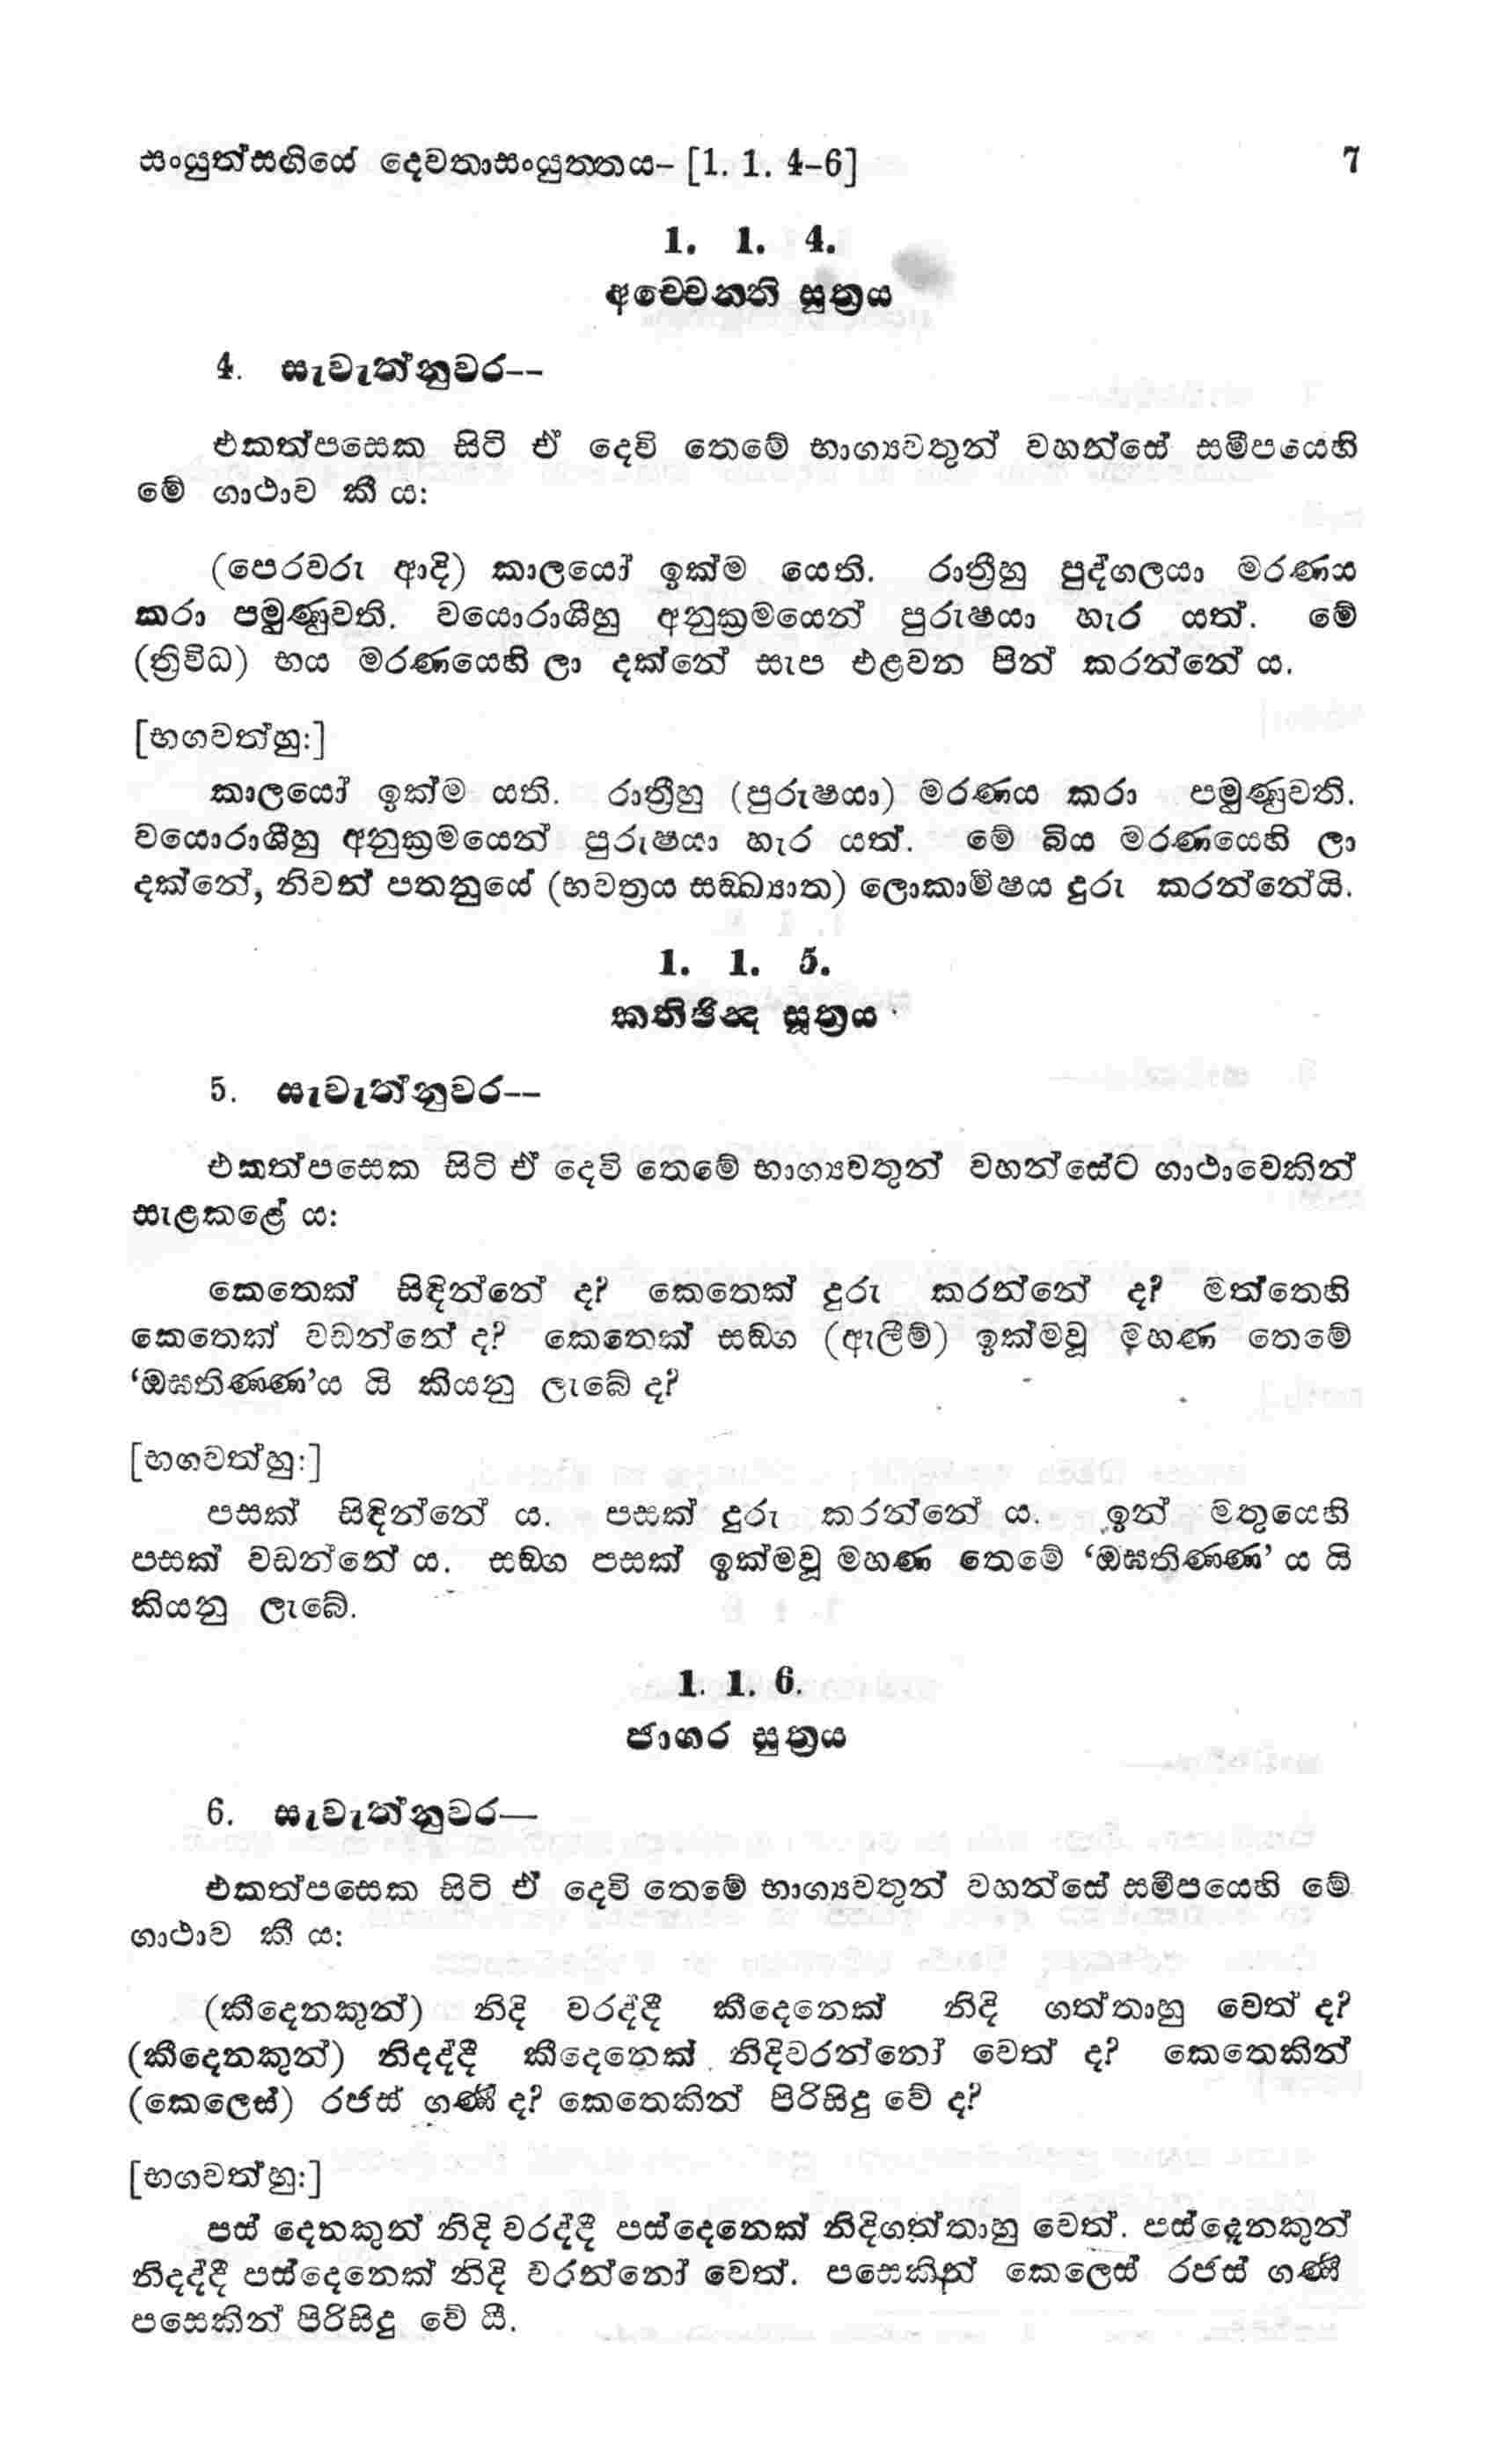 සංයුත්සඟියේ දෙවතාසංයුත්තය– [1. 1. 4–6] 7
1. 1. 4.
අච්චෙන්ති සූත්‍රය
4. සැවැත්නුවර––
එකත්පසෙක සිටි ඒ දෙවි තෙමේ භාග්‍යවතුන් වහන්සේ සමීපයෙහි
මේ ගාථාව කී ය:
(පෙරවරු ආදි) කාලයෝ ඉක්ම යෙති. රාත්‍රීහු පුද්ගලයා මරණය
කරා පමුණුවති. වයොරාශීහු අනුක්‍රමයෙන් පුරුෂයා හැර යත්. මේ
(ත්‍රිවිධ) භය මරණයෙහි ලා දක්නේ සැප එළවන පින් කරන්නේ ය.
[භගවත්හු:]
කාලයෝ ඉක්ම යති. රාත්‍රීහු (පුරුෂයා) මරණය කරා පමුණුවති.
වයොරාශීහු අනුක්‍රමයෙන් පුරුෂයා හැර යත්. මේ බිය මරණයෙහි ලා
දක්නේ, නිවන් පතනුයේ (භවත්‍රය සඞ්ඛ්‍යාත) ලොකාමිෂය දුරු කරන්නේයි.
1. 1. 5.
කතිඡින්ද සූත්‍රය
5. සැවැත්නුවර––
එකත්පසෙක සිටි ඒ දෙවි තෙමේ භාග්‍යවතුන් වහන්සේට ගාථාවෙකින්
සැළකළේ ය:
කෙතෙක් සිඳින්නේ ද? කෙතෙක් දුරු කරන්නේ ද? මත්තෙහි
කෙතෙක් වඩන්නේ ද? කෙතෙක් සඞ්ග (ඇලීම්) ඉක්මවූ මහණ තෙමේ
‘ඔඝතිණ්ණ’ය යි කියනු ලැබේ ද?
[භගවත්හු:]
පසක් සිඳින්නේ ය. පසක් දුරු කරන්නේ ය. ඉන් මතුයෙහි
පසක් වඩන්නේ ය. සඞ්ග පසක් ඉක්මවූ මහණ තෙමේ ‘ඔඝතිණ්ණ’ ය යි
කියනු ලැබේ.
1. 1. 6.
ජාගර සූත්‍රය
6. සැවැත්නුවර—
එකත්පසෙක සිටි ඒ දෙවි තෙමේ භාග්‍යවතුන් වහන්සේ සමීපයෙහි මේ
ගාථාව කී ය:
(කීදෙනකුන්) නිදි වරද්දී කීදෙනෙක් නිදි ගත්තාහු වෙත් ද?
(කීදෙනකුන්) නිදද්දී කීදෙනෙක් නිදිවරන්නෝ වෙත් ද? කෙතෙකින්
(කෙලෙස්) රජස් ගණී ද? කෙතෙකින් පිරිසිදු වේ ද?
[භගවත්හු:]
පස් දෙනකුන් නිදි වරද්දී පස්දෙනෙක් නිදිගත්තාහු වෙත්. පස්දෙනකුන්
නිදද්දී පස්දෙනෙක් නිදි වරන්නෝ වෙත්. පසෙකින් කෙලෙස් රජස් ගණී
පසෙකින් පිරිසිදු වේ යී.